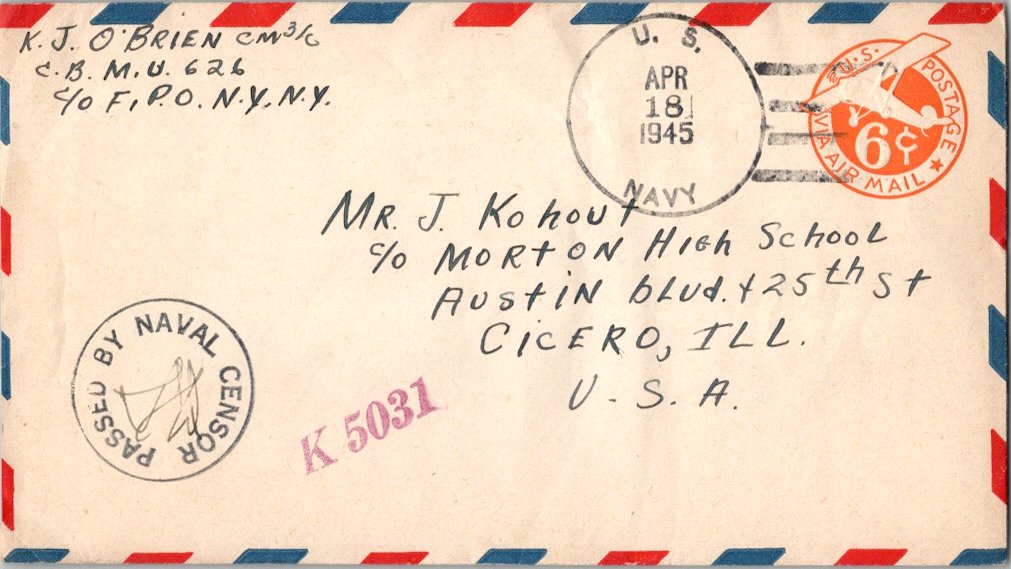 K. J. O'BRIEN CM3/c
C.B. M.U. 626
c/o F.P.O. N.Y. N.Y.
U. S.
APR
18
1945
NAVY
U.S. POSTAGE
6¢
VIA AIR MAIL
MR. J. Kohout
c/o MORTON HIGh SchOOL
AUStiN bLUd. + 25th St
CiCERO, ILL.
U. S. A.
PASSED BY NAVAL CENSOR
K 5031